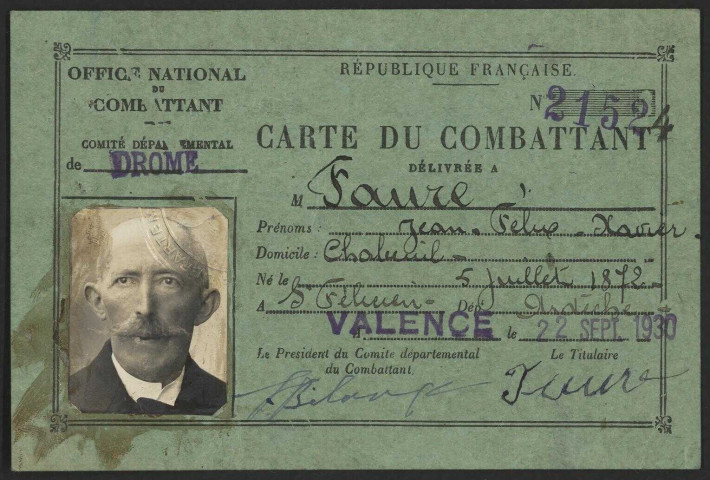 OFFICE NATIONAL
DU
COMBATTANT
COMITÉ DÉPARTEMENTAL
de DROME
RÉPUBLIQUE FRANÇAISE.
N 21524
CARTE DU COMBATTANT
DÉLIVRÉE A
M Faure
Prénoms : Jean - Félix - Xavier -
Domicile : Chabeuil -
Né le 5 juillet 1872 -
A St Félicien - Dép Ardèche
A VALENCE le 22 SEPT. 1930
Le President du Comite départemental
du Combattant.
Le Titulaire
Faure